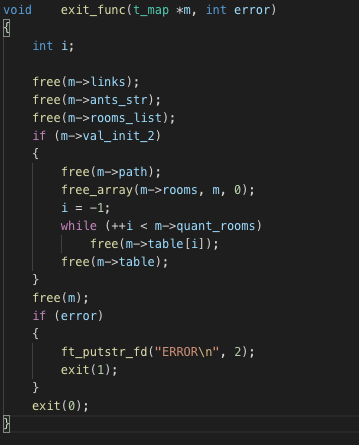 void    exit_func(t_map *m, int error)
{
    int i;

    free(m->links);
    free(m->ants_str);
    free(m->rooms_list);
    if (m->val_init_2)
    {
        free(m->path);
        free_array(m->rooms, m, 0);
        i = -1;
        while (++i < m->quant_rooms)
            free(m->table[i]);
        free(m->table);
    }
    free(m);
    if (error)
    {
        ft_putstr_fd("ERROR\n", 2);
        exit(1);
    }
    exit(0);
}